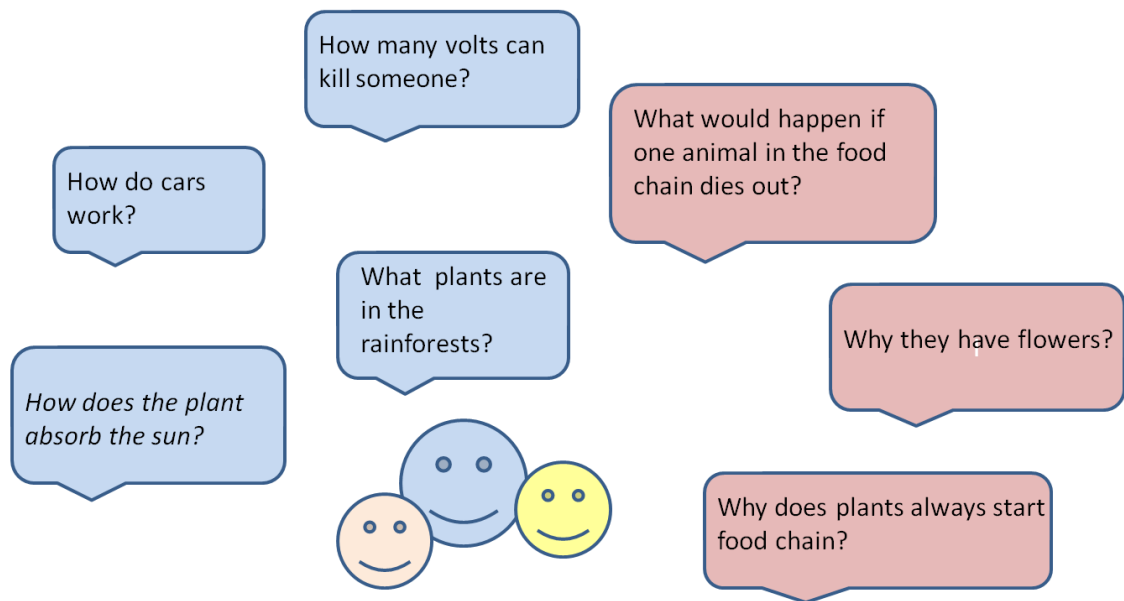 How many volts can
kill someone?
What would happen if
one animal in the food
chain dies out?
How do cars
work?
What plants are
in the
rainforests?
Why they have flowers?
How does the plant
absorb the sun?
Why does plants always start
food chain?